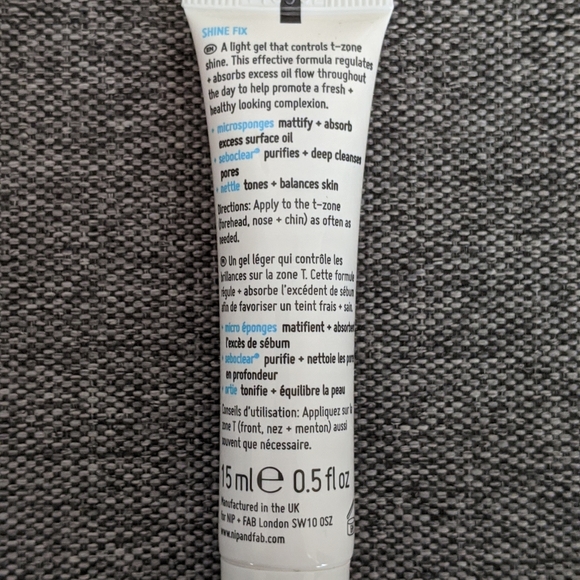 SHINE FIX
EN A light gel that controls t-zone
shine. This effective formula regulates
+ absorbs excess oil flow throughout
the day to help promote a fresh +
healthy looking complexion.
+ microsponges mattify + absorb
excess surface oil
+ seboclear® purifies + deep cleanses
pores
+ nettle tones + balances skin
Directions: Apply to the t-zone
(forehead, nose + chin) as often as
needed.
Un gel léger qui contrôle les
brillances sur la zone T. Cette formule
régule + absorbe l'excédent de sébum
afin de favoriser un teint frais + sain.
+ micro éponges matifient + absorbe
l'excès de sébum
+ seboclear® purifie + nettoie les
en profondeur
+ ortie tonifie + équilibre la peau
Conseils d'utilisation: Appliquez sur la
zone T (front, nez + menton) aussi
souvent que nécessaire.
15 ml e 0.5 fl oz
Manufactured in the UK
for NIP + FAB London SW10 0SZ
www.nipandfab.com